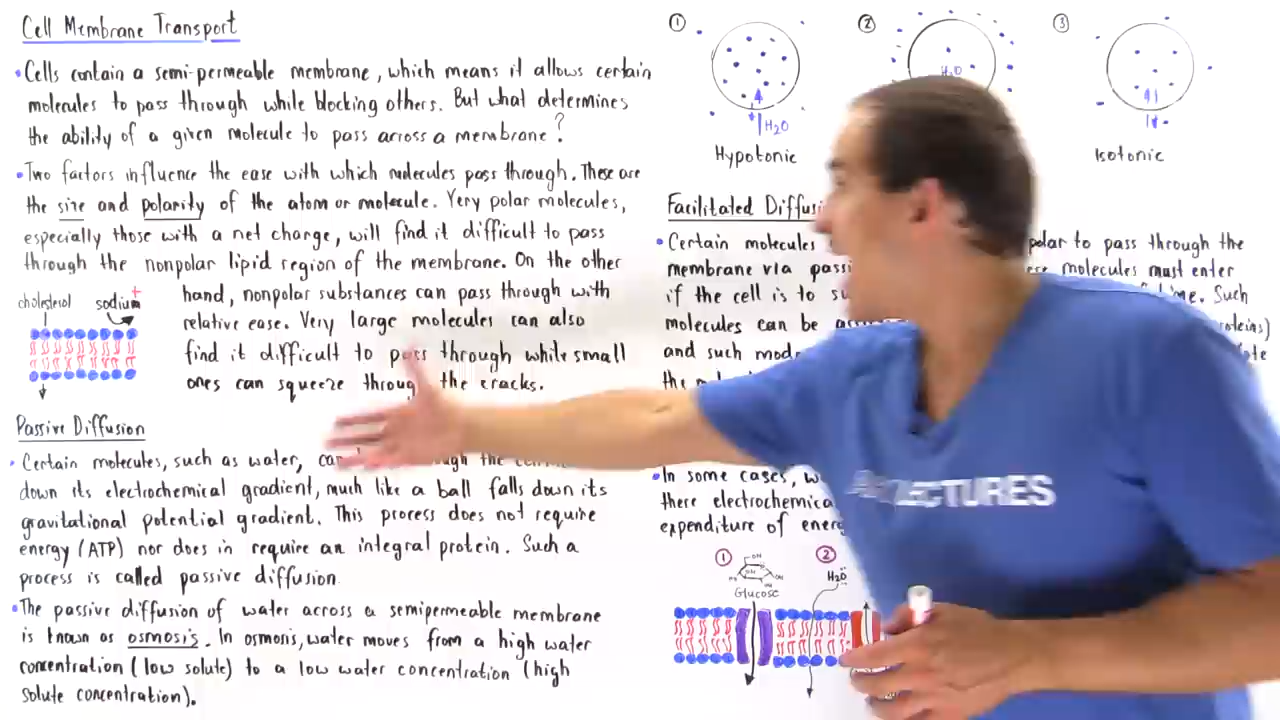 Cell Membrane Transport
• Cells contain a semi-permeable membrane, which means it allows certain
molecules to pass through while blocking others. But what determines
the ability of a given molecule to pass across a membrane?
• Two factors influence the ease with which molecules pass through. These are
the size and polarity of the atom or molecule. Very polar molecules,
especially those with a net charge, will find it difficult to pass
through the nonpolar lipid region of the membrane. On the other
hand, nonpolar substances can pass through with
relative ease. Very large molecules can also
find it difficult to pass through while small
ones can squeeze through the cracks.
cholesterol sodium +
Passive Diffusion
• Certain molecules, such as water,
down its electrochemical gradient, much like a ball falls down its
gravitational potential gradient. This process does not require
energy (ATP) nor does in require an integral protein. Such a
process is called passive diffusion.
• The passive diffusion of water across a semipermeable membrane
is known as osmosis. In osmosis, water moves from a high water
concentration (low solute) to a low water concentration (high
solute concentration).
① ② ③
H2O
H2O
Hypotonic
Isotonic
Facilitated
• Certain molecules polar to pass through the
membrane via molecules must enter
if the cell is to Such
molecules can be
and such
• In some cases,
there electrochemical
expenditure of
① ②
OH
Glucose
H2O
LECTURES